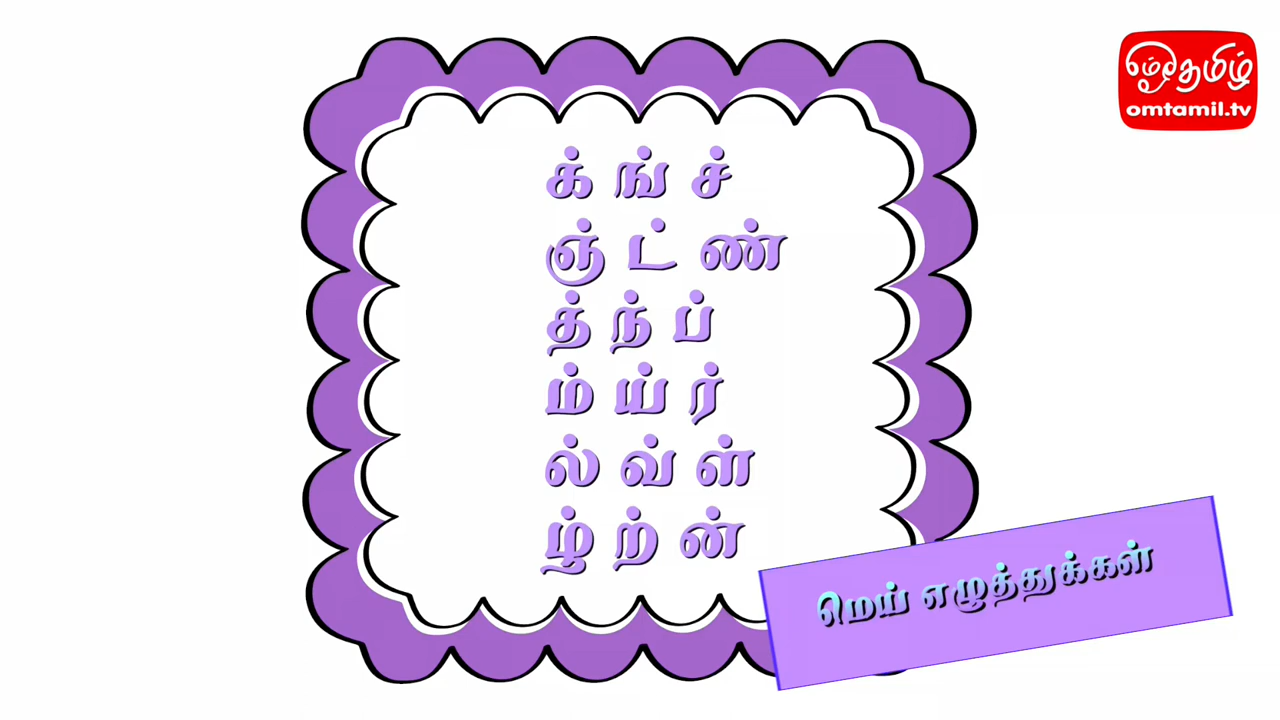 ஓம்தமிழ்
omtamil.tv
க் ங் ச்
ஞ் ட் ண்
த் ந் ப்
ம் ய் ர்
ல் வ் ள்
ழ் ற் ன்
மெய் எழுத்துக்கள்